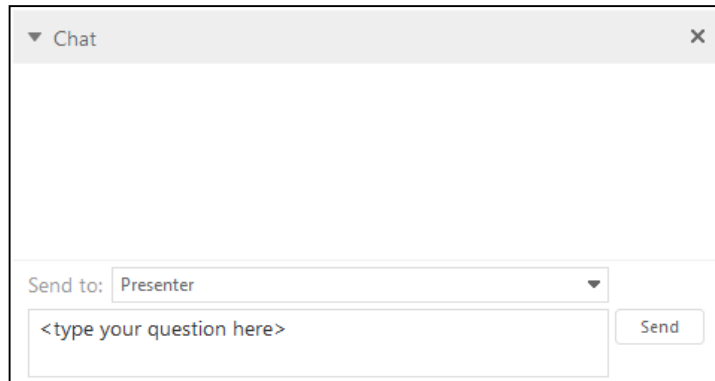 Chat
Send to: Presenter
<type your question here>
Send